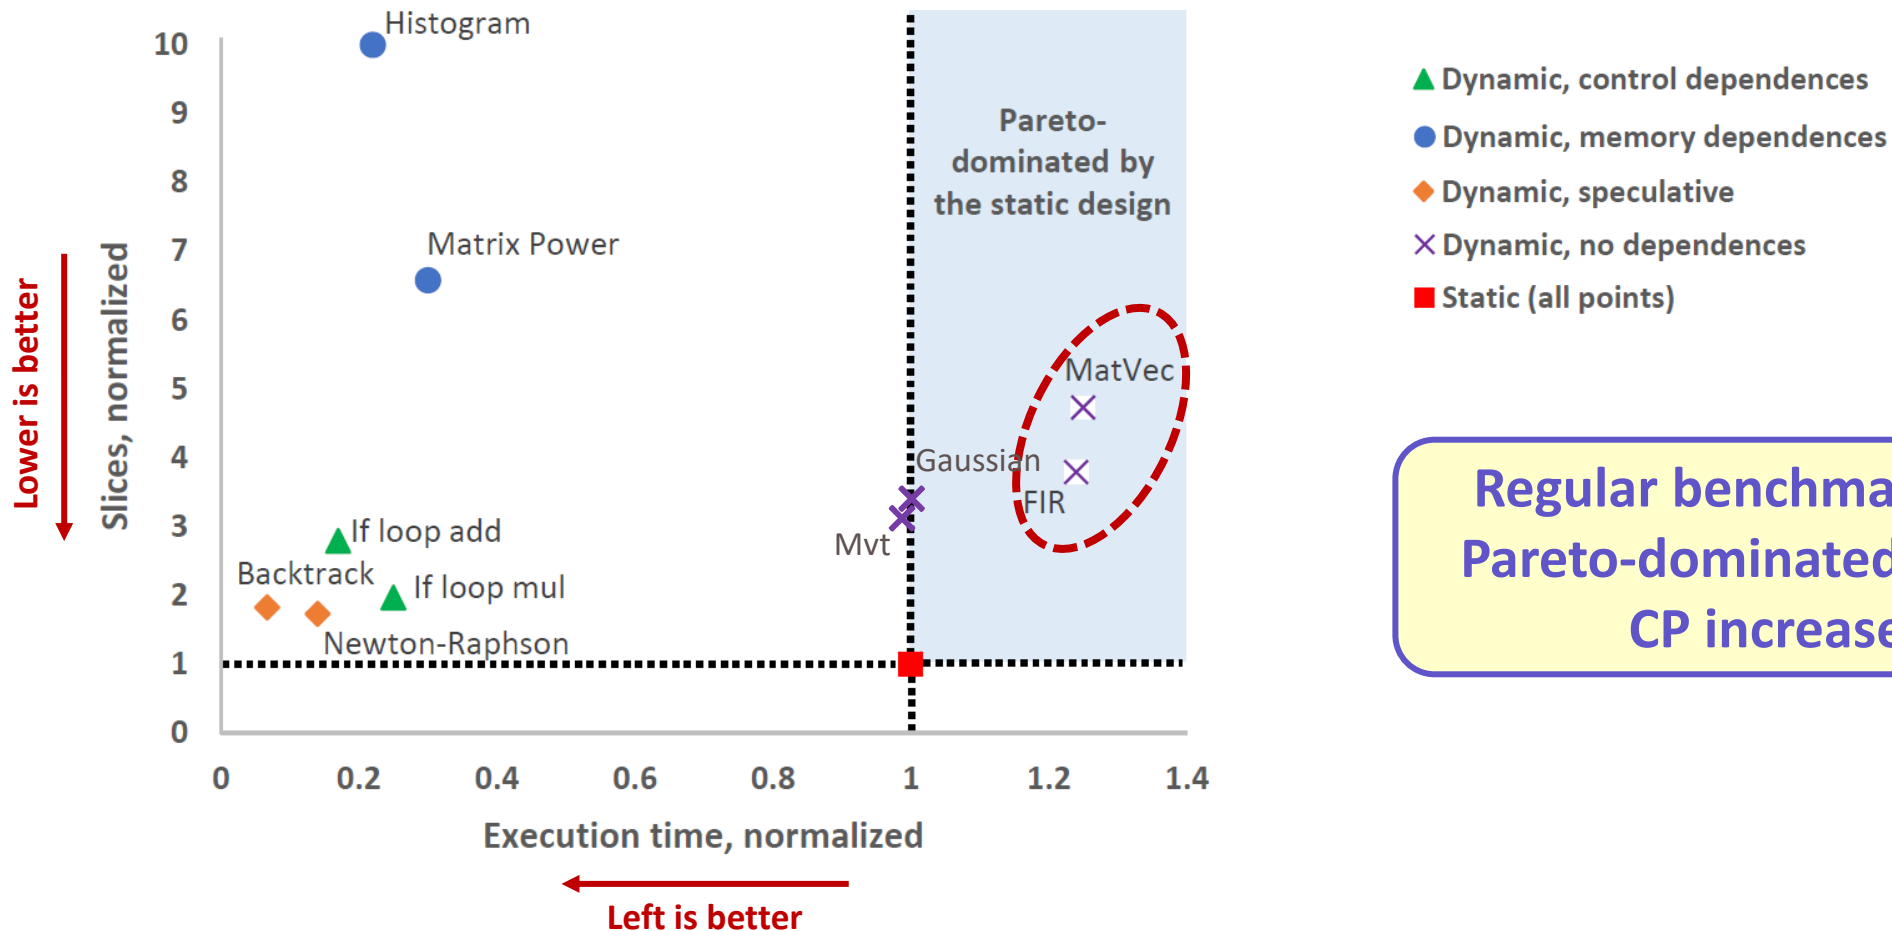 Histogram
10
9
8
7
6
5
4
3
2
1
0
Pareto-
dominated by
the static design
Matrix Power
MatVec
Gaussian
FIR
Mvt
If loop add
Backtrack
If loop mul
Newton-Raphson
Lower is better
Slices, normalized
0 0.2 0.4 0.6 0.8 1 1.2 1.4
Execution time, normalized
Left is better
Dynamic, control dependences
Dynamic, memory dependences
Dynamic, speculative
Dynamic, no dependences
Static (all points)
Regular
Pareto-dominated
CP